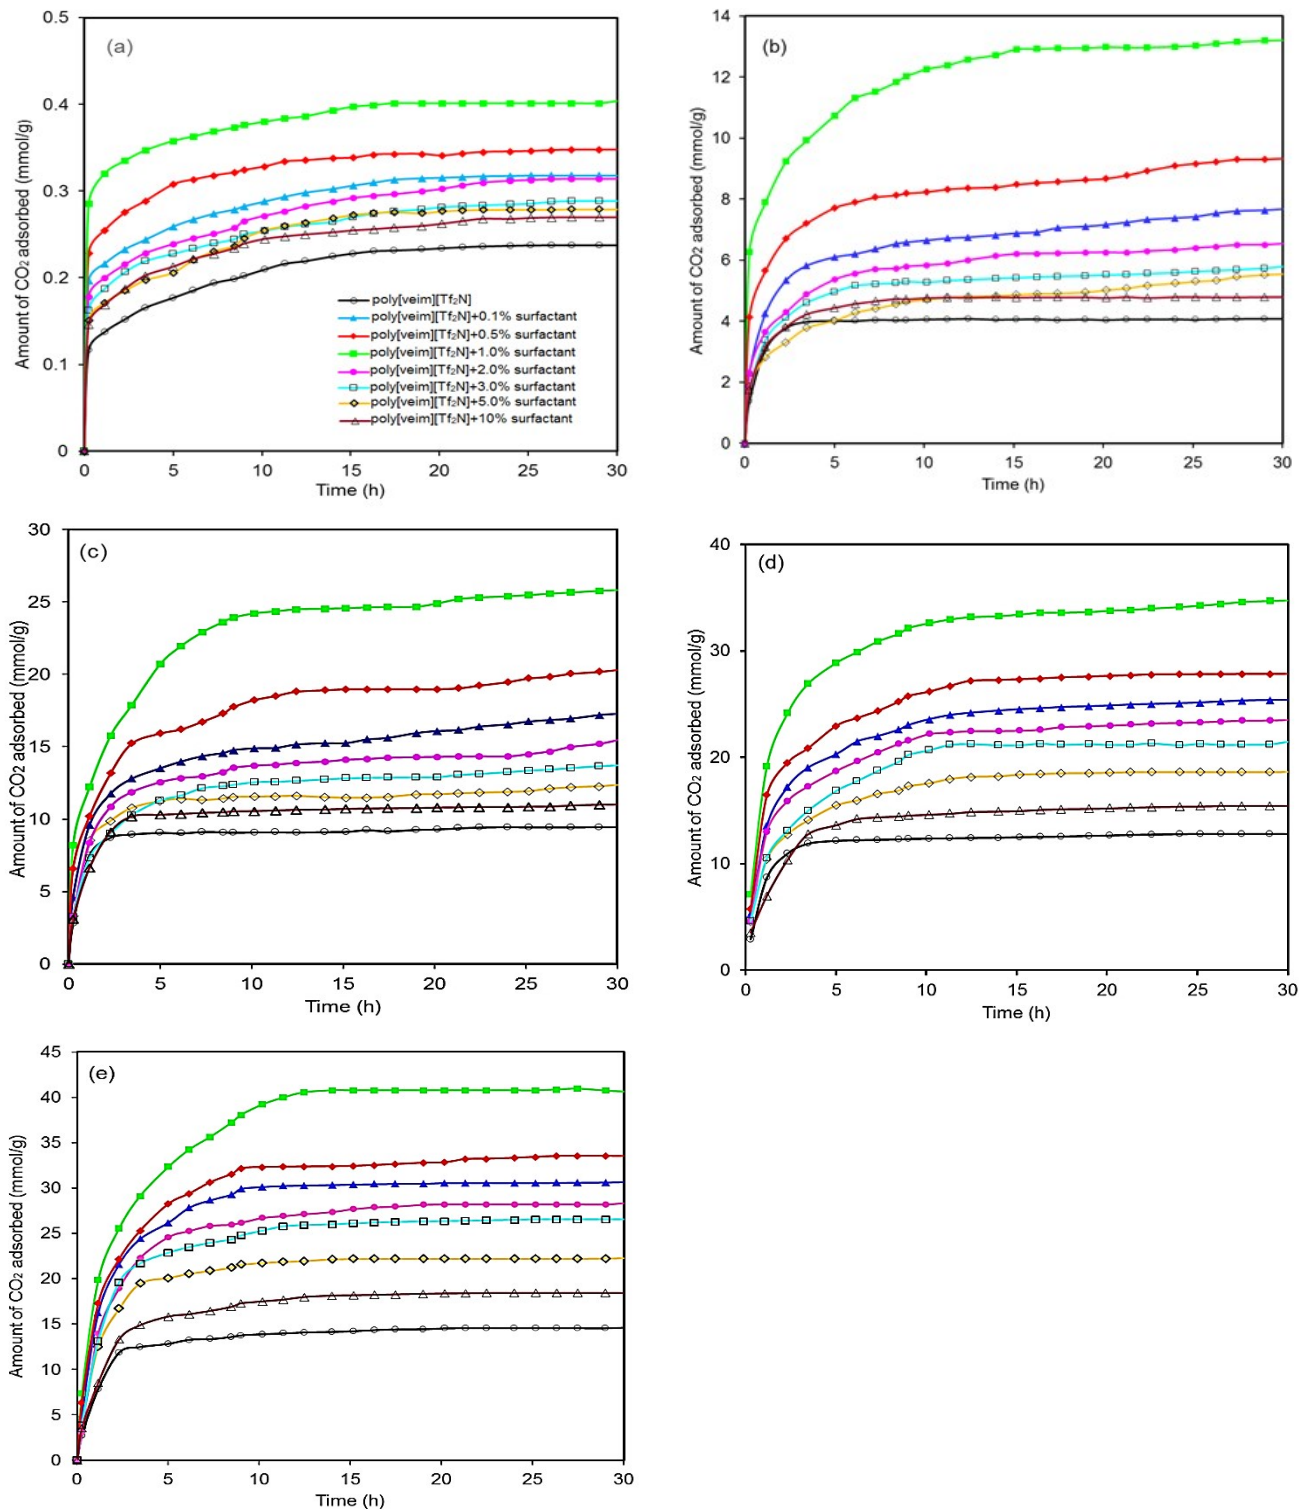 (a)
0.5
0.4
0.3
0.2
0.1
0
Amount of CO₂ adsorbed (mmol/g)
poly[veim][Tf₂N]
poly[veim][Tf₂N]+0.1% surfactant
poly[veim][Tf₂N]+0.5% surfactant
poly[veim][Tf₂N]+1.0% surfactant
poly[veim][Tf₂N]+2.0% surfactant
poly[veim][Tf₂N]+3.0% surfactant
poly[veim][Tf₂N]+5.0% surfactant
poly[veim][Tf₂N]+10% surfactant
0 5 10 15 20 25 30
Time (h)
(b)
14
12
10
8
6
4
2
0
Amount of CO₂ adsorbed (mmol/g)
0 5 10 15 20 25 30
Time (h)
(c)
30
25
20
15
10
5
0
Amount of CO₂ adsorbed (mmol/g)
0 5 10 15 20 25 30
Time (h)
(d)
40
30
20
10
0
Amount of CO₂ adsorbed (mmol/g)
0 5 10 15 20 25 30
Time (h)
(e)
45
40
35
30
25
20
15
10
5
0
Amount of CO₂ adsorbed (mmol/g)
0 5 10 15 20 25 30
Time (h)